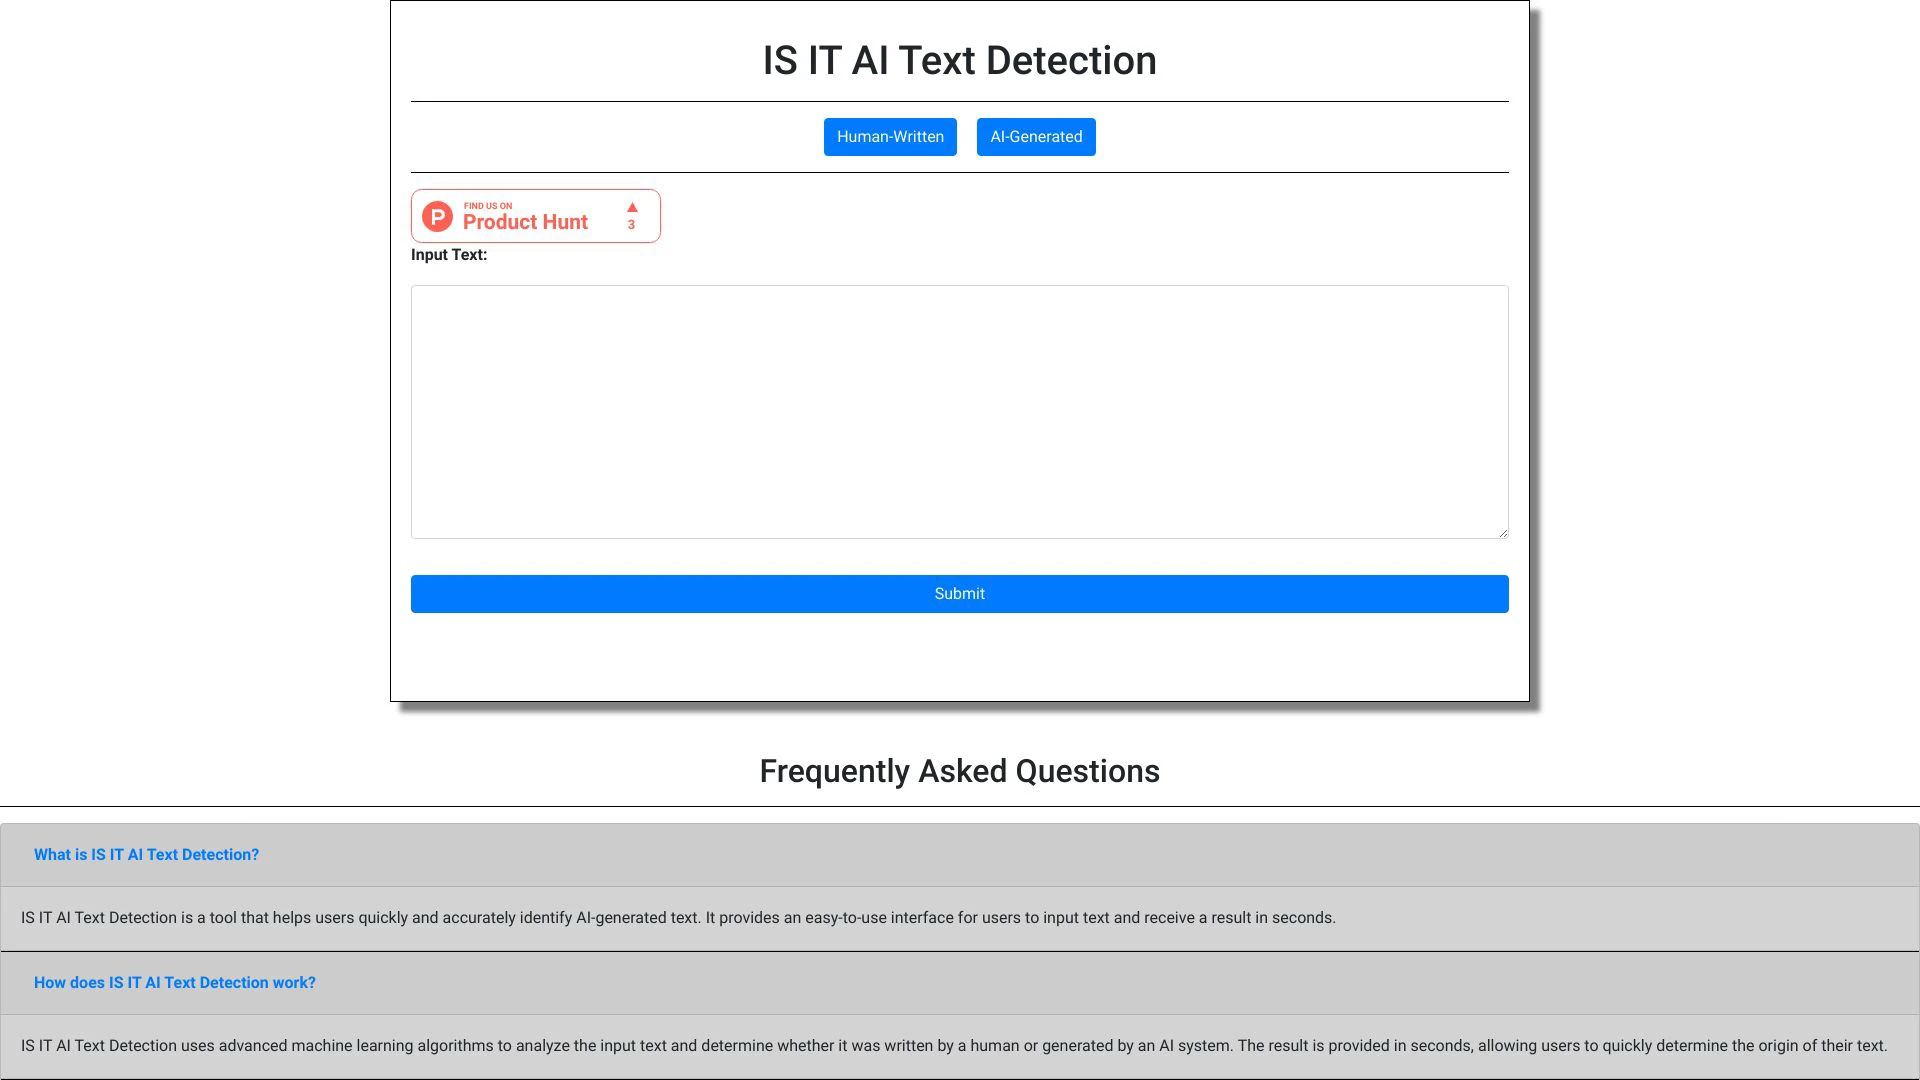 IS IT AI Text Detection
Human-Written
AI-Generated
P
FIND US ON
Product Hunt
▲
3
Input Text:
Submit
Frequently Asked Questions
What is IS IT AI Text Detection?
IS IT AI Text Detection is a tool that helps users quickly and accurately identify AI-generated text. It provides an easy-to-use interface for users to input text and receive a result in seconds.
How does IS IT AI Text Detection work?
IS IT AI Text Detection uses advanced machine learning algorithms to analyze the input text and determine whether it was written by a human or generated by an AI system. The result is provided in seconds, allowing users to quickly determine the origin of their text.